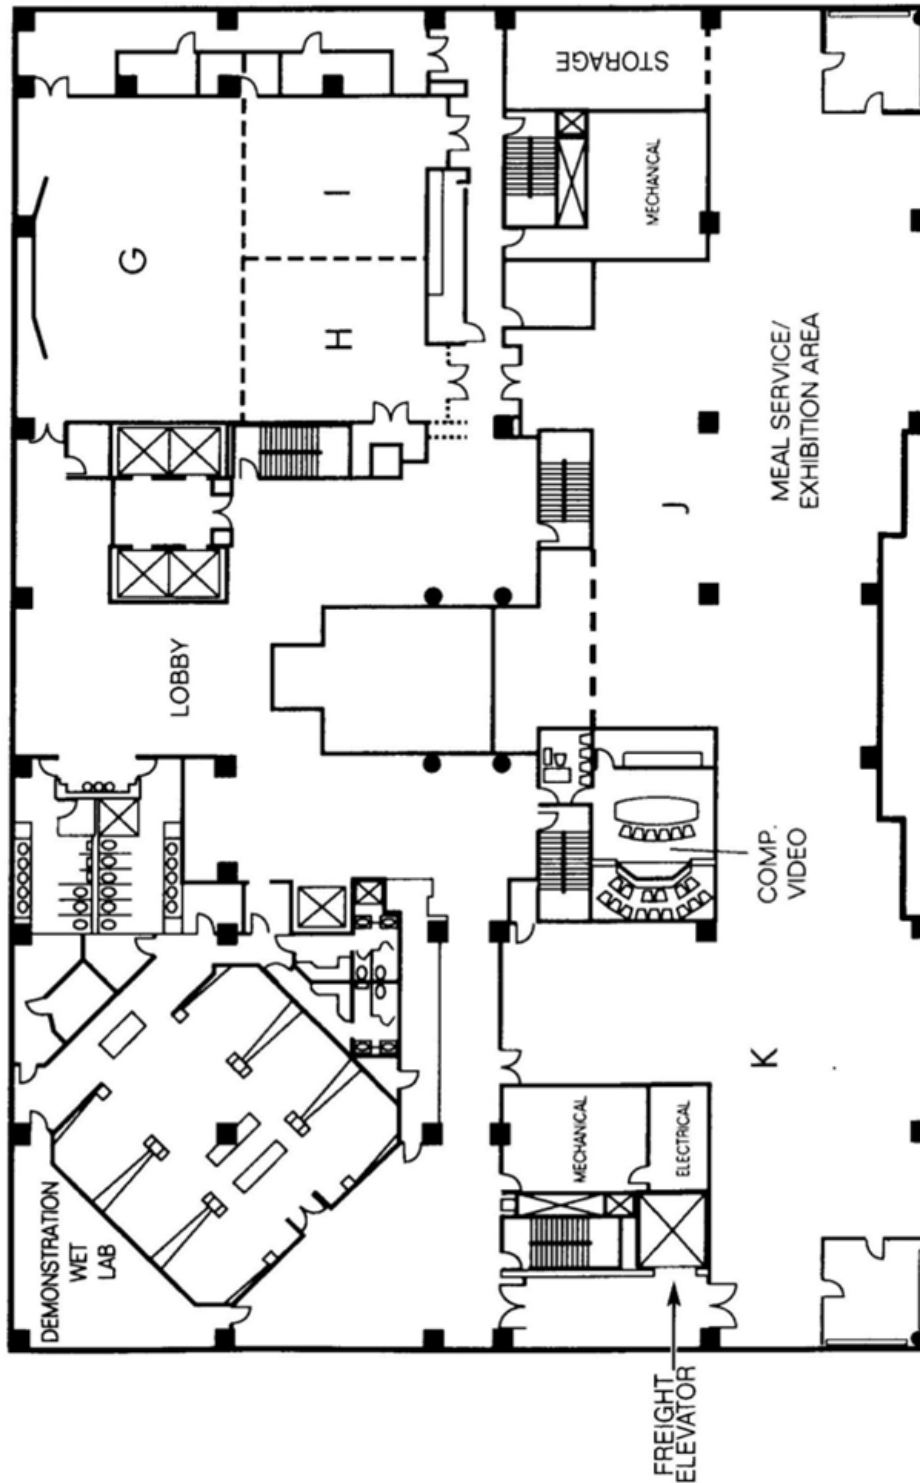 DEMONSTRATION
WET
LAB
LOBBY
G
H
I
MECHANICAL
ELECTRICAL
FREIGHT
ELEVATOR
K
COMP.
VIDEO
J
MEAL SERVICE/
EXHIBITION AREA
MECHANICAL
STORAGE